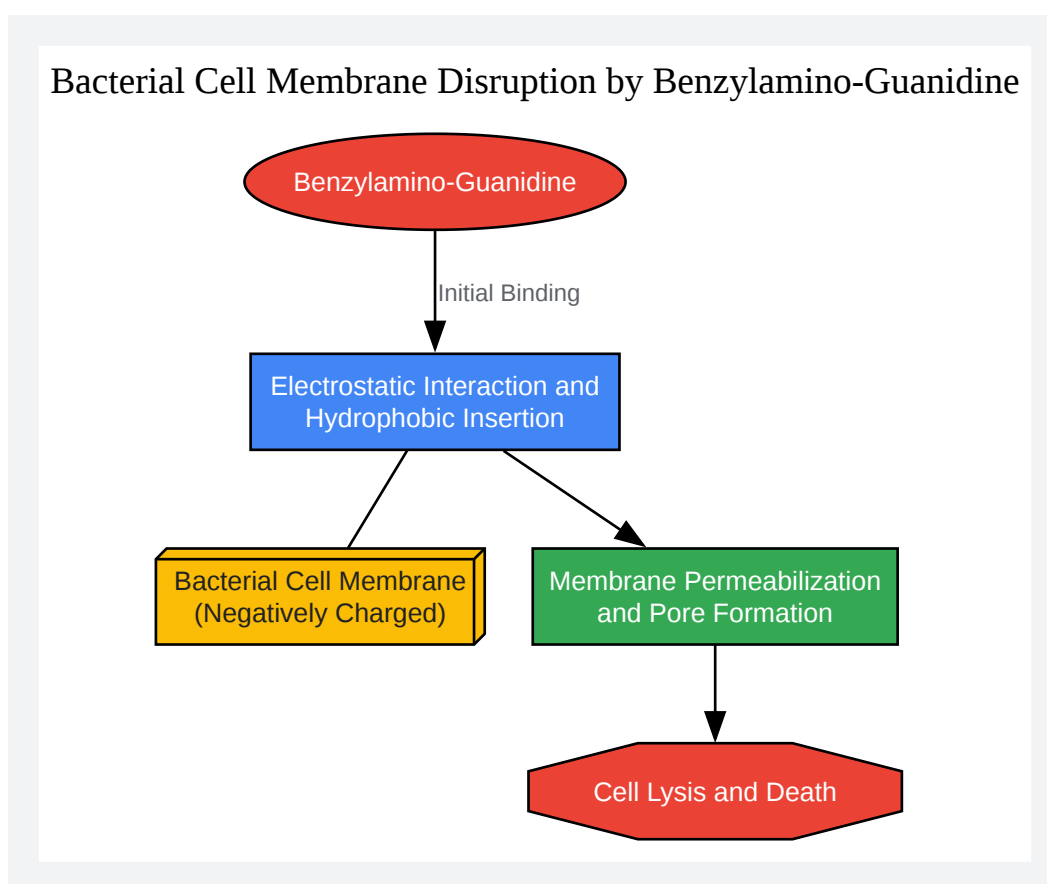 Bacterial Cell Membrane Disruption by Benzylamino-Guanidine
Benzylamino-Guanidine
Initial Binding
Electrostatic Interaction and
Hydrophobic Insertion
Bacterial Cell Membrane
(Negatively Charged)
Membrane Permeabilization
and Pore Formation
Cell Lysis and Death